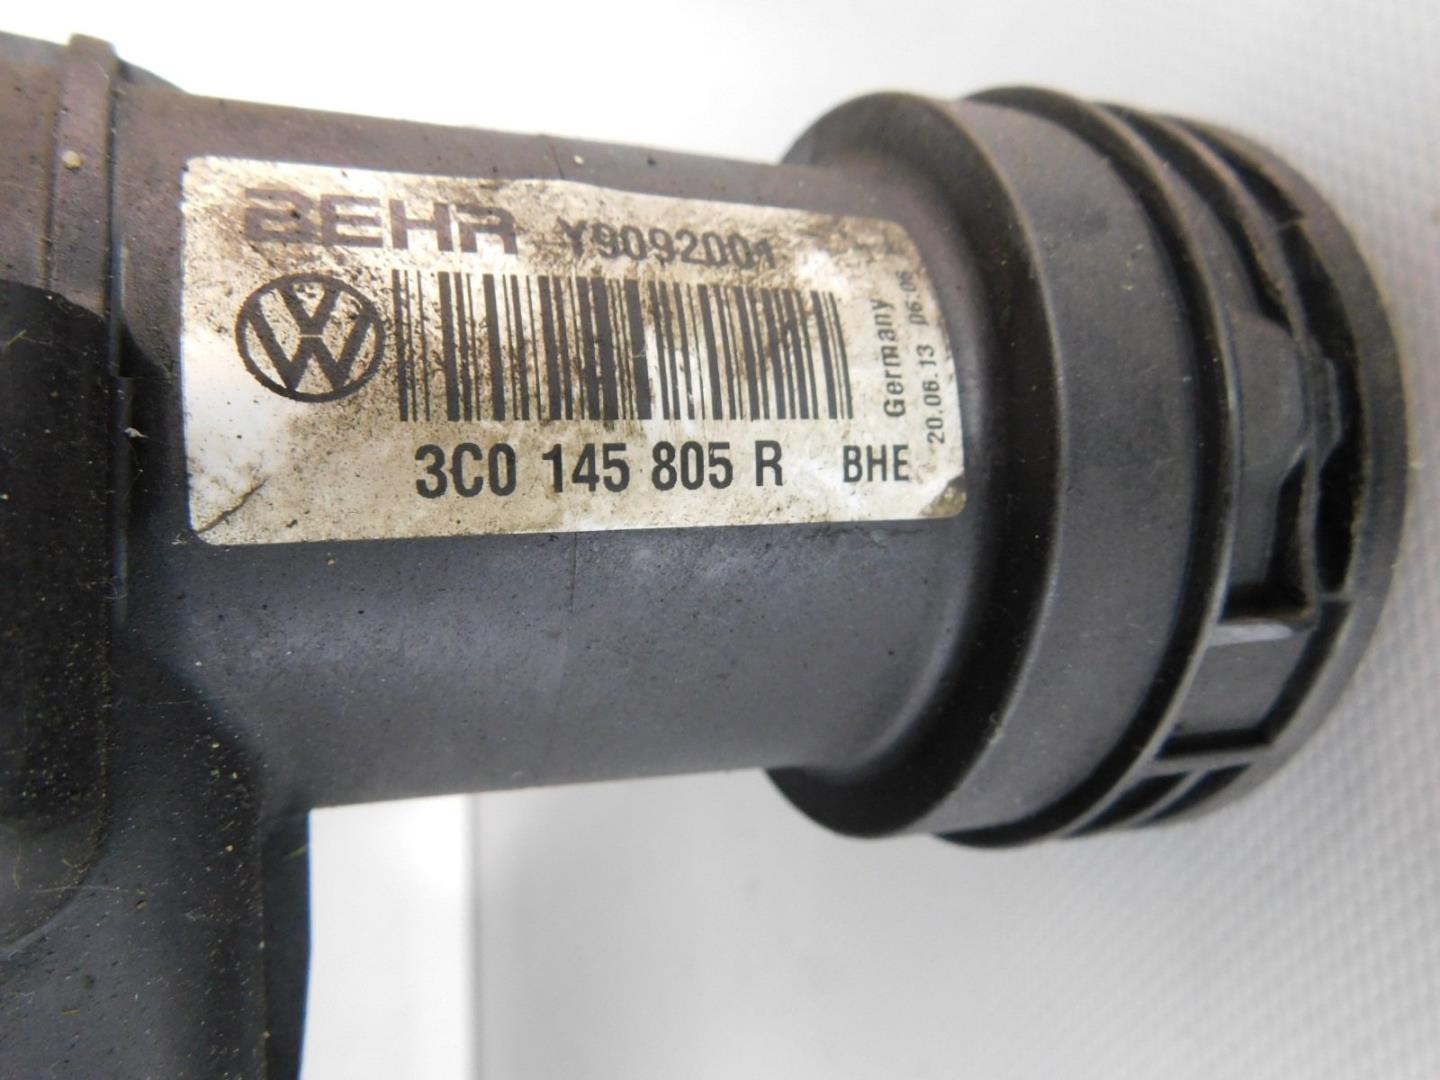 BEHR Y9092001
3C0 145 805 R BHE
Germany
20.06.13 06:06